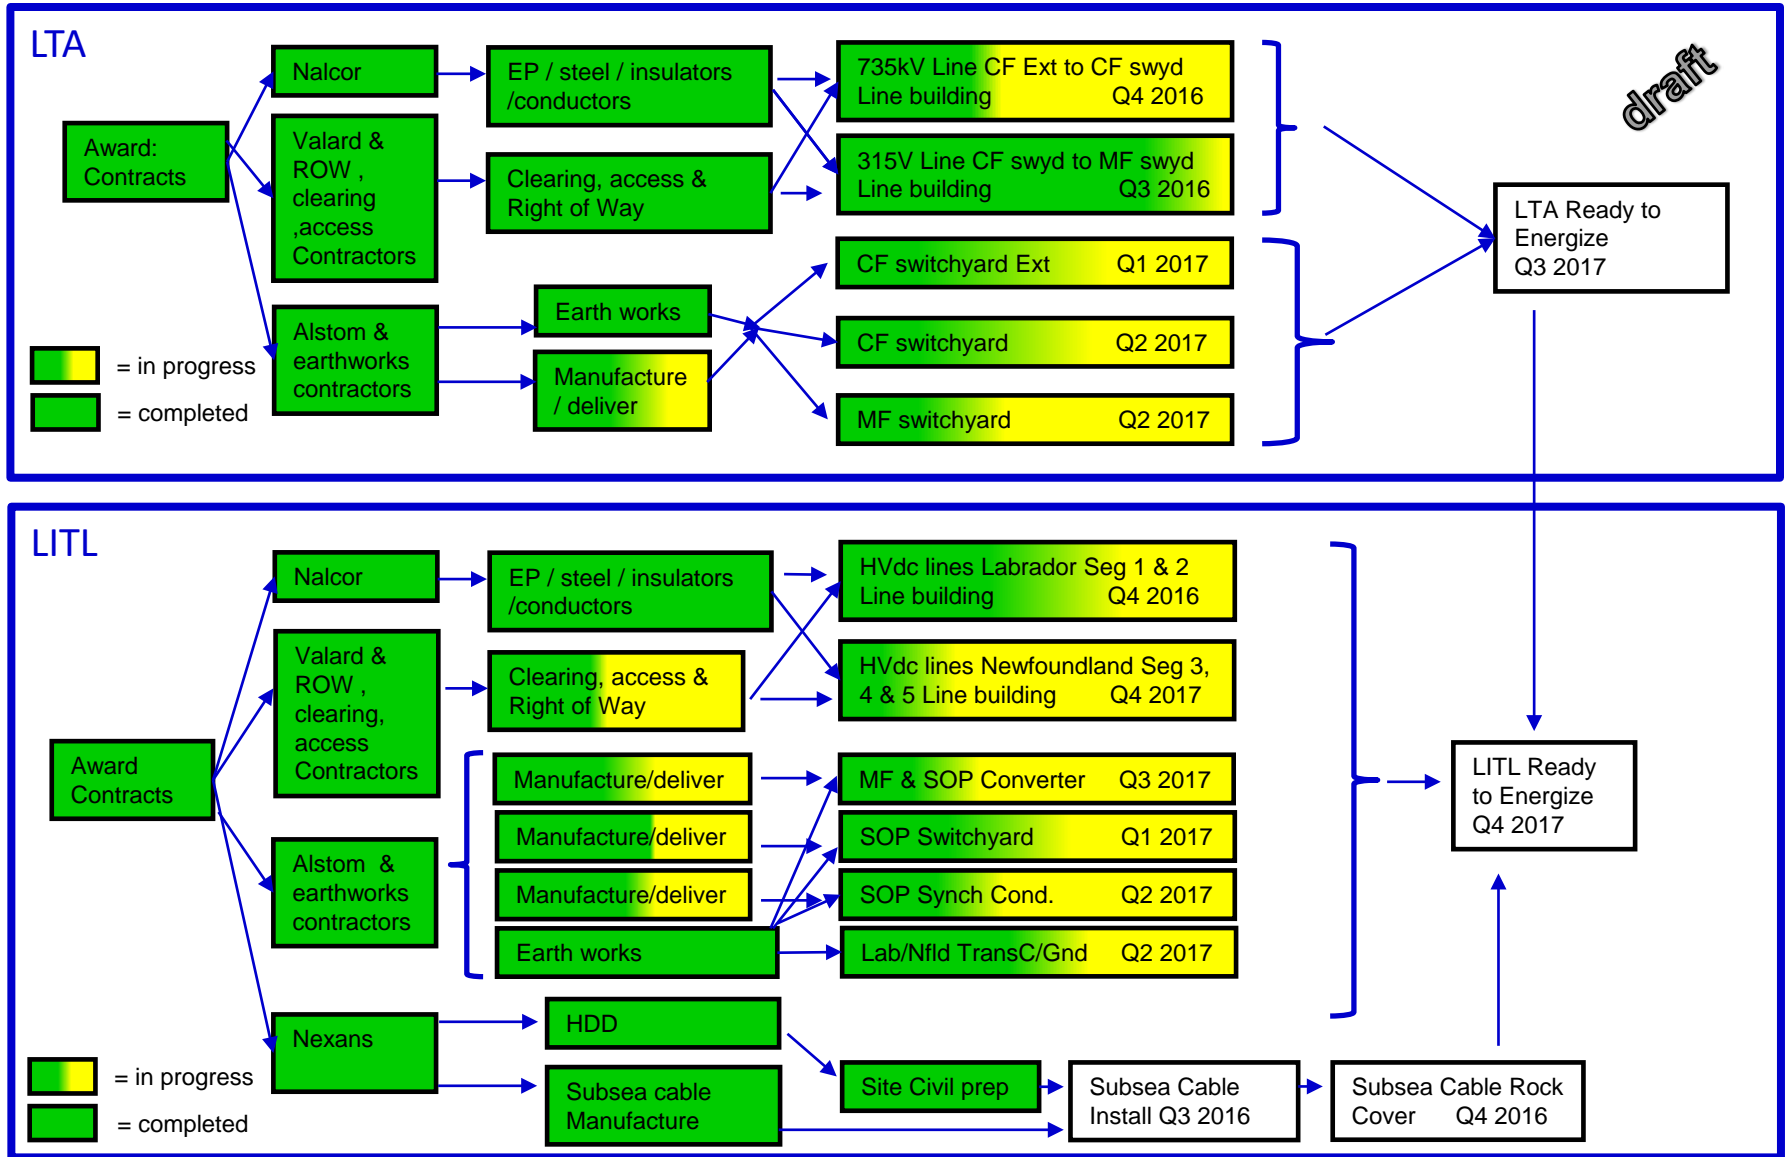 LTA
draft
Nalcor
EP / steel / insulators
/conductors
735kV Line CF Ext to CF swyd
Line building Q4 2016
Award:
Contracts
Valard &
ROW ,
clearing
,access
Contractors
Clearing, access &
Right of Way
315V Line CF swyd to MF swyd
Line building Q3 2016
LTA Ready to
Energize
Q3 2017
CF switchyard Ext Q1 2017
Alstom &
earthworks
contractors
Earth works
CF switchyard Q2 2017
Manufacture
/ deliver
MF switchyard Q2 2017
= in progress
= completed
LITL
Nalcor
EP / steel / insulators
/conductors
HVdc lines Labrador Seg 1 & 2
Line building Q4 2016
Valard &
ROW ,
clearing,
access
Contractors
Clearing, access &
Right of Way
HVdc lines Newfoundland Seg 3,
4 & 5 Line building Q4 2017
Award
Contracts
Manufacture/deliver
MF & SOP Converter Q3 2017
LITL Ready
to Energize
Q4 2017
Manufacture/deliver
SOP Switchyard Q1 2017
Alstom &
earthworks
contractors
Manufacture/deliver
SOP Synch Cond. Q2 2017
Earth works
Lab/Nfld TransC/Gnd Q2 2017
Nexans
HDD
Subsea cable
Manufacture
Site Civil prep
Subsea Cable
Install Q3 2016
Subsea Cable Rock
Cover Q4 2016
= in progress
= completed